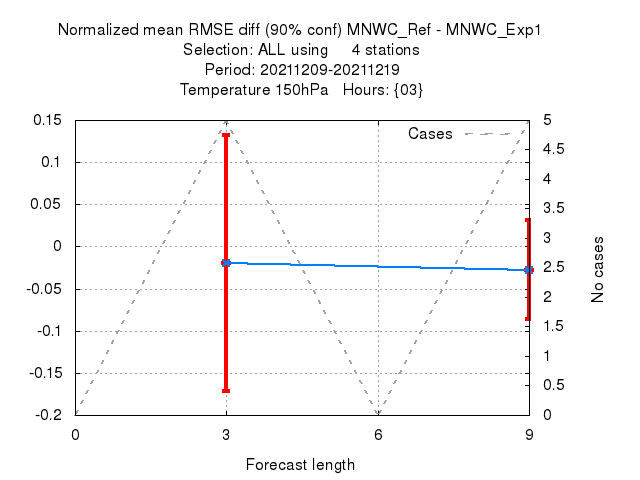 Normalized mean RMSE diff (90% conf) MNWC_Ref - MNWC_Exp1
Selection: ALL using 4 stations
Period: 20211209-20211219
Temperature 150hPa Hours: {03}
Cases
0.15
0.1
0.05
0
-0.05
-0.1
-0.15
-0.2
5
4.5
4
3.5
3
2.5
2
1.5
1
0.5
0
No cases
0 3 6 9
Forecast length